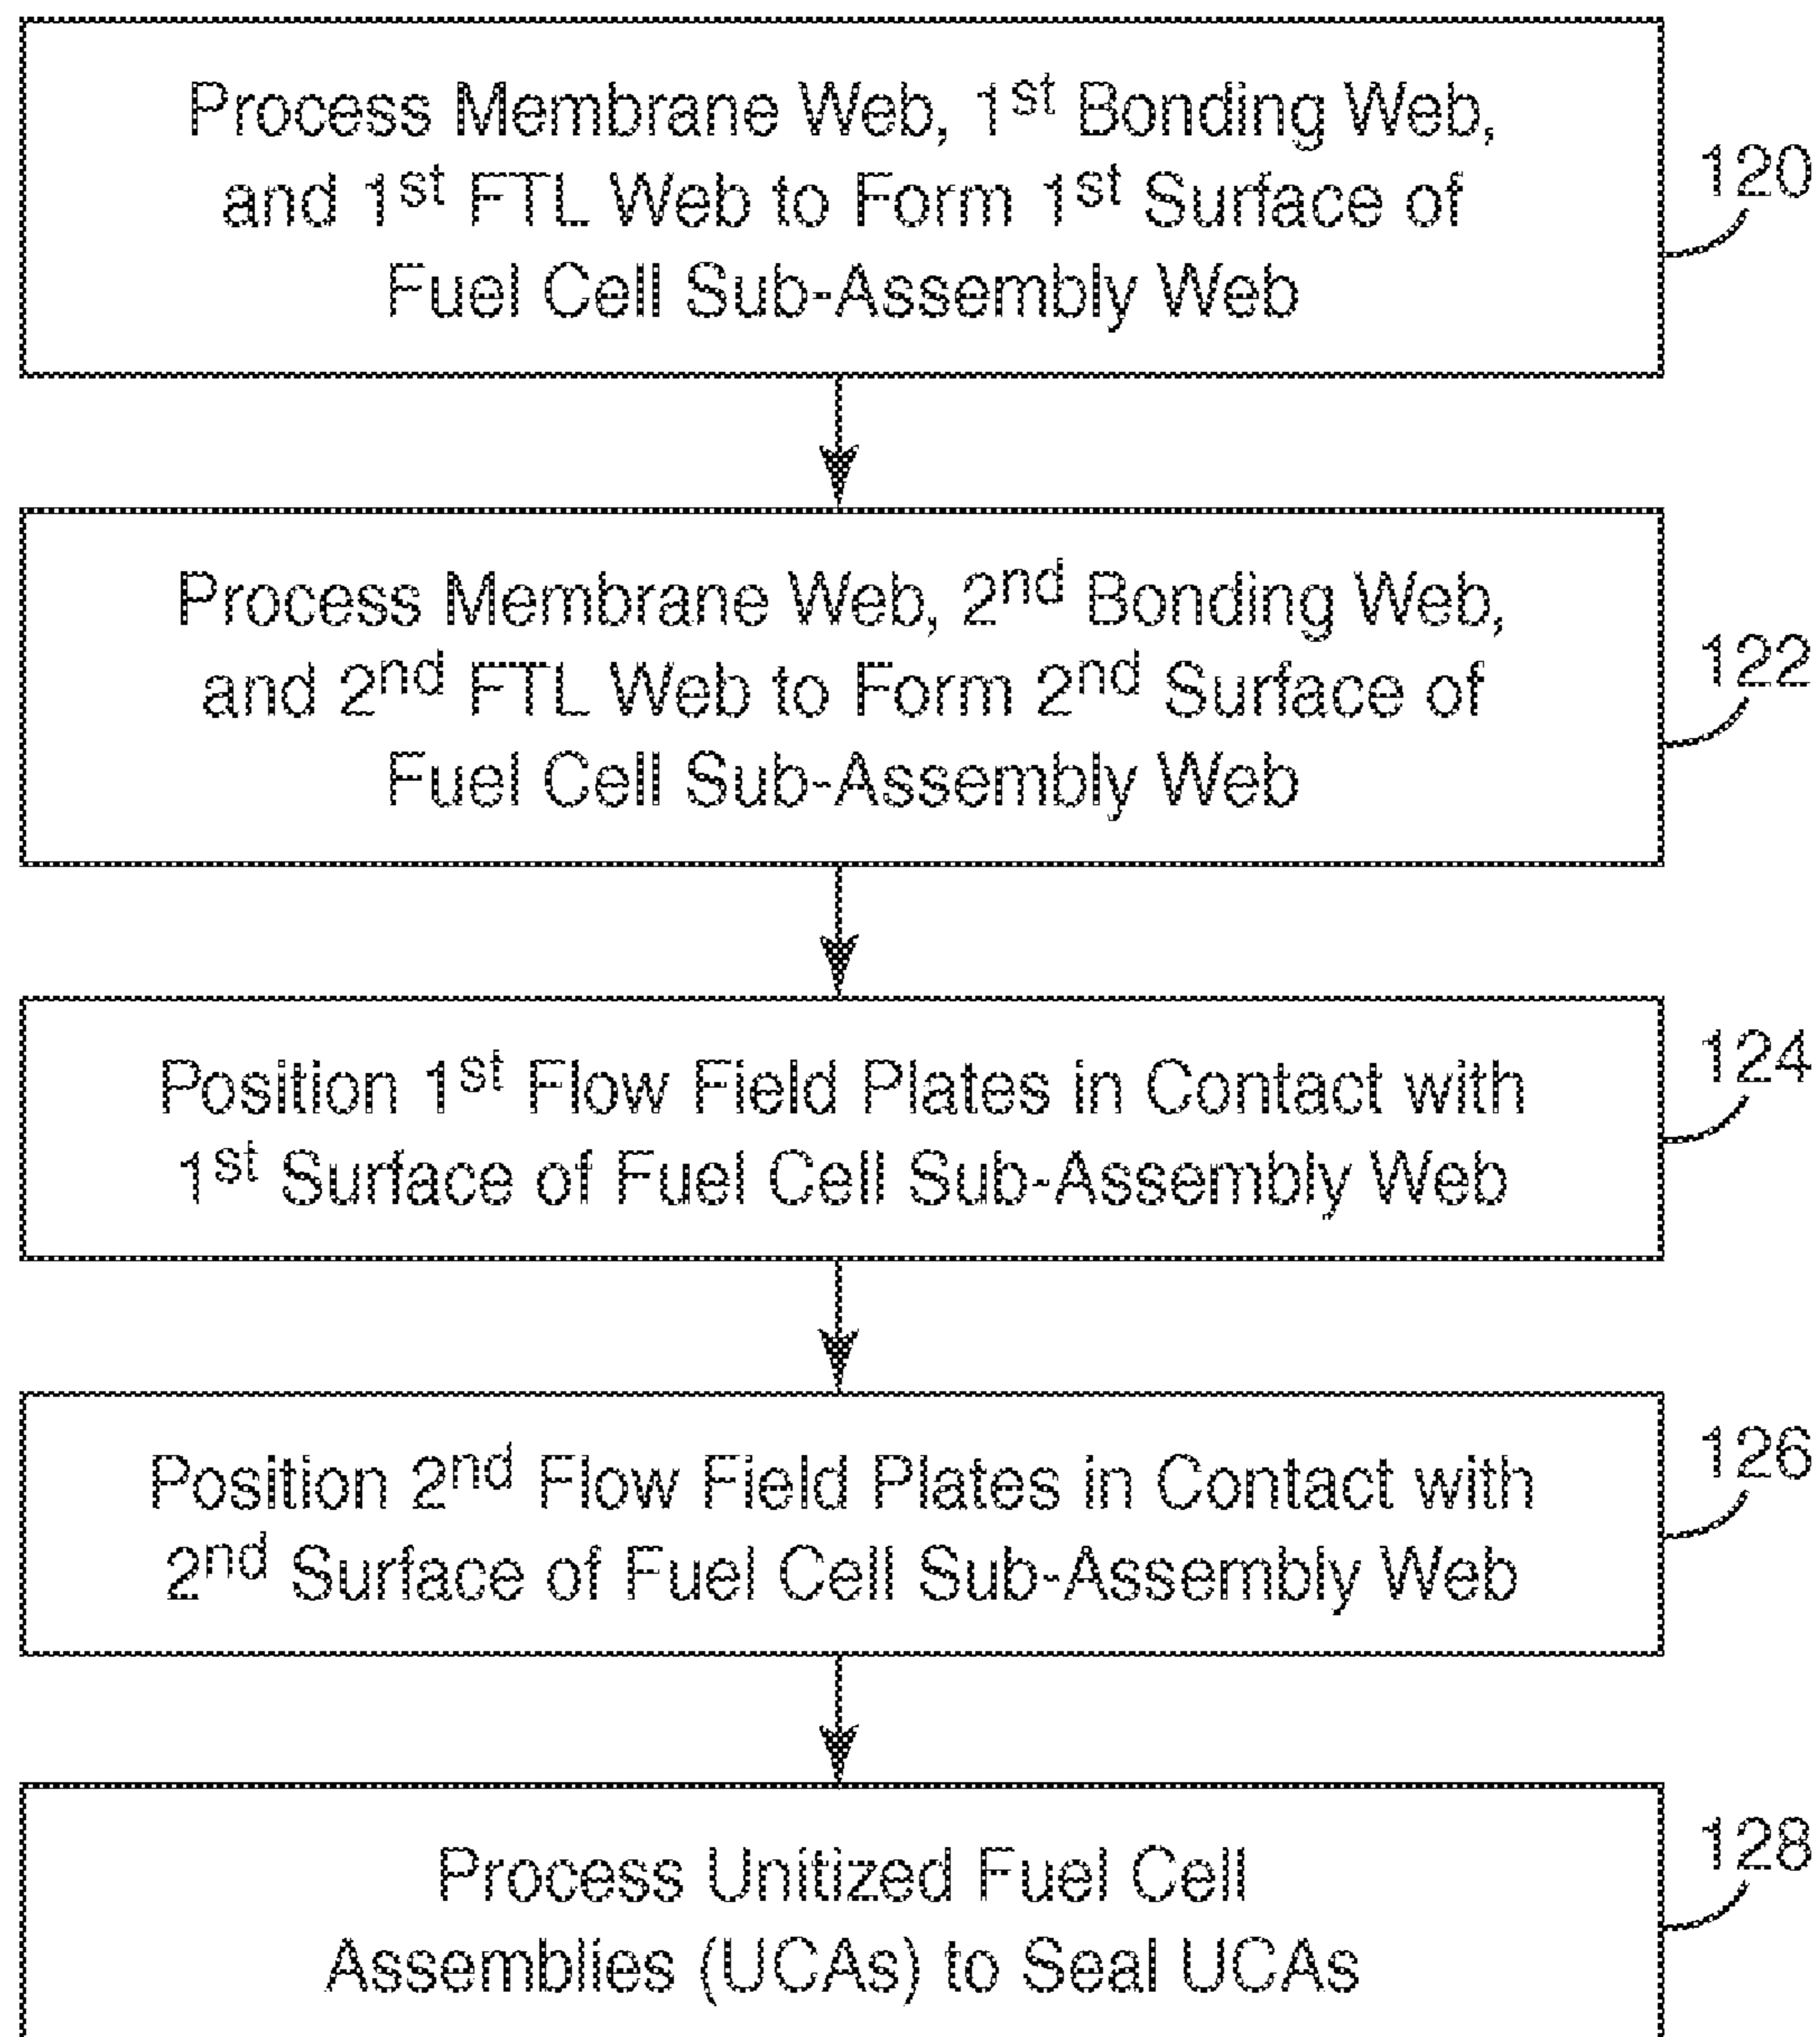 Process Membrane Web, 1st Bonding Web,
and 1st FTL Web to Form 1st Surface of
Fuel Cell Sub-Assembly Web
120
Process Membrane Web, 2nd Bonding Web,
and 2nd FTL Web to Form 2nd Surface of
Fuel Cell Sub-Assembly Web
122
Position 1st Flow Field Plates in Contact with
1st Surface of Fuel Cell Sub-Assembly Web
124
Position 2nd Flow Field Plates in Contact with
2nd Surface of Fuel Cell Sub-Assembly Web
126
Process Unitized Fuel Cell
Assemblies (UCAs) to Seal UCAs
128